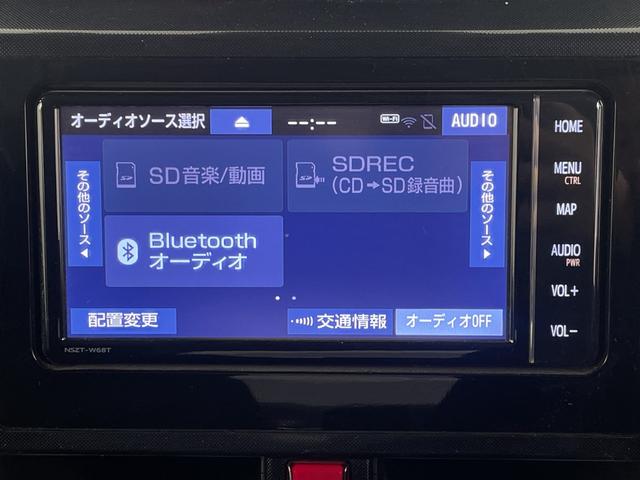 オーディオソース選択
--:--
Wi-Fi
AUDIO
その他のソース
SD音楽/動画
SDREC
(CD→SD録音曲)
その他のソース
Bluetooth
オーディオ
配置変更
交通情報
オーディオOFF
NSZT-W68T
HOME
MENU
CTRL
MAP
AUDIO
PWR
VOL+
VOL−